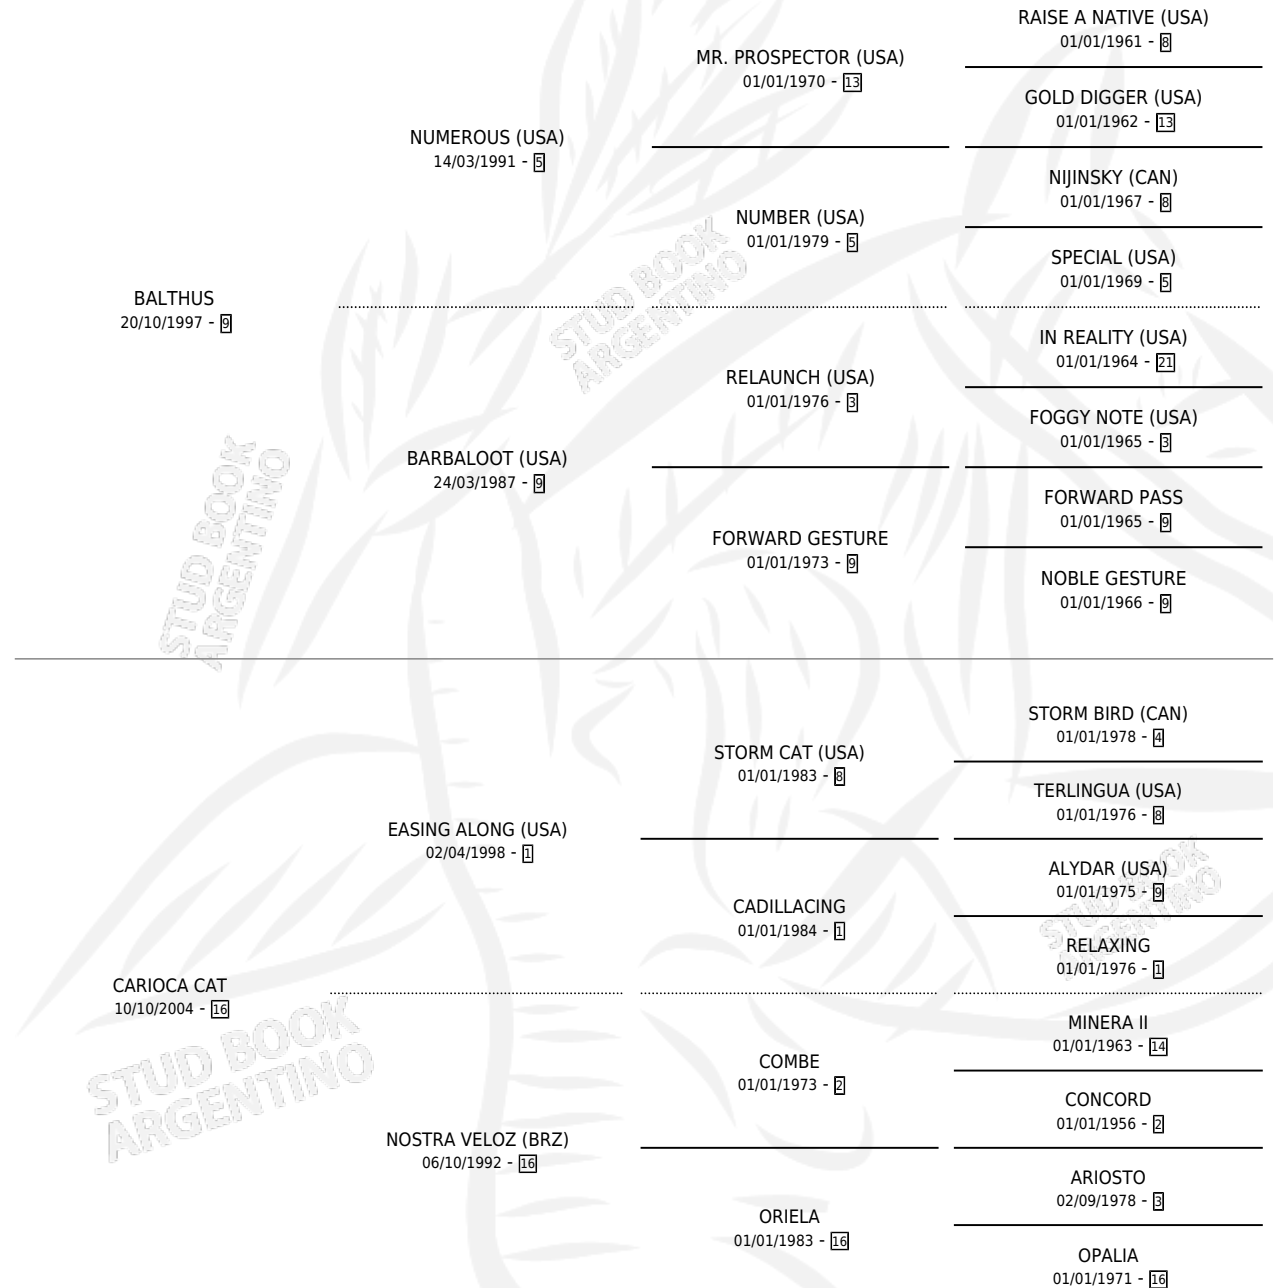 RAISE A NATIVE (USA)
01/01/1961 - 8
MR. PROSPECTOR (USA)
01/01/1970 - 13
GOLD DIGGER (USA)
01/01/1962 - 13
NUMEROUS (USA)
14/03/1991 - 5
NIJINSKY (CAN)
01/01/1967 - 8
NUMBER (USA)
01/01/1979 - 5
SPECIAL (USA)
01/01/1969 - 5
BALTHUS
20/10/1997 - 9
STUD BOOK
ARGENTINO
IN REALITY (USA)
01/01/1964 - 21
RELAUNCH (USA)
01/01/1976 - 3
FOGGY NOTE (USA)
01/01/1965 - 3
BARBALOOT (USA)
24/03/1987 - 9
FORWARD PASS
01/01/1965 - 9
FORWARD GESTURE
01/01/1973 - 9
NOBLE GESTURE
01/01/1966 - 9
STUD BOOK
ARGENTINO
STORM BIRD (CAN)
01/01/1978 - 4
STORM CAT (USA)
01/01/1983 - 8
TERLINGUA (USA)
01/01/1976 - 8
EASING ALONG (USA)
02/04/1998 - 1
ALYDAR (USA)
01/01/1975 - 9
CADILLACING
01/01/1984 - 1
RELAXING
01/01/1976 - 1
STUD BOOK
ARGENTINO
CARIOCA CAT
10/10/2004 - 16
MINERA II
01/01/1963 - 14
COMBE
01/01/1973 - 2
CONCORD
01/01/1956 - 2
STUD BOOK
ARGENTINO
NOSTRA VELOZ (BRZ)
06/10/1992 - 16
ARIOSTO
02/09/1978 - 3
ORIELA
01/01/1983 - 16
OPALIA
01/01/1971 - 16